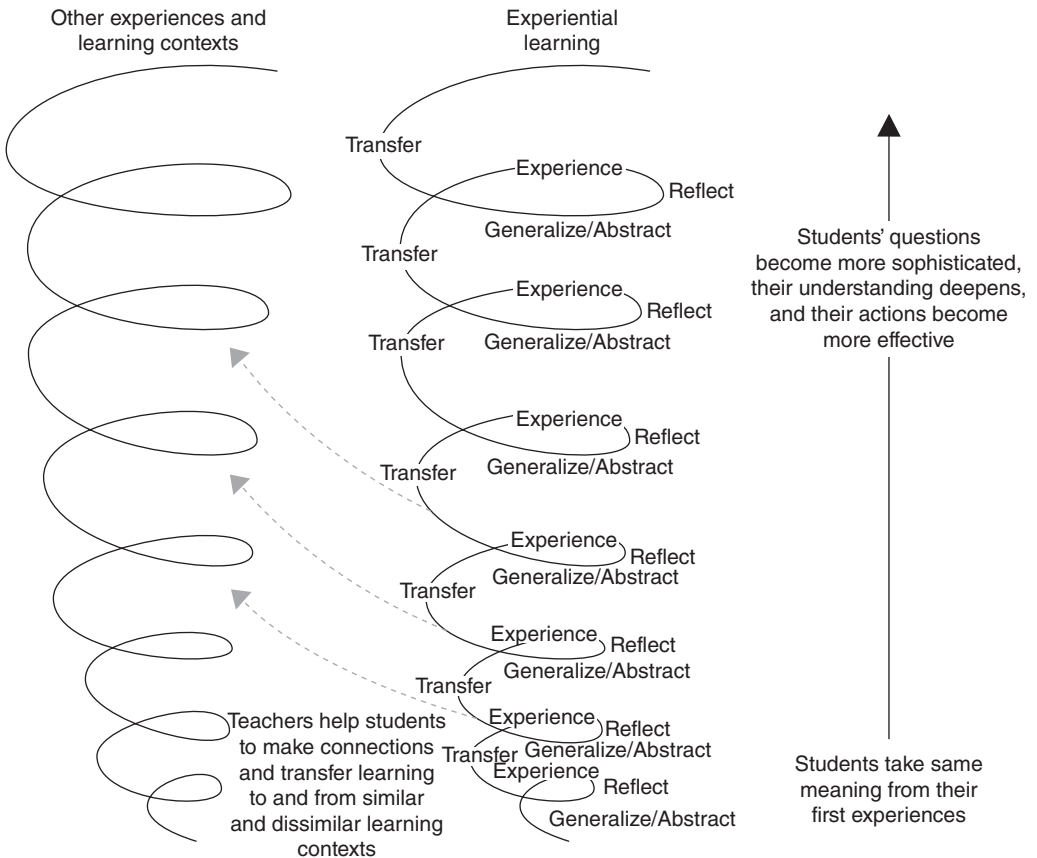 Other experiences and
learning contexts
Experiential
learning
Transfer
Experience
Reflect
Generalize/Abstract
Transfer
Experience
Reflect
Generalize/Abstract
Transfer
Experience
Reflect
Generalize/Abstract
Transfer
Experience
Reflect
Generalize/Abstract
Transfer
Experience
Reflect
Generalize/Abstract
Transfer
Experience
Reflect
Generalize/Abstract
Transfer
Experience
Reflect
Generalize/Abstract
Teachers help students
to make connections
and transfer learning
to and from similar
and dissimilar learning
contexts
Students’ questions
become more sophisticated,
their understanding deepens,
and their actions become
more effective
Students take same
meaning from their
first experiences